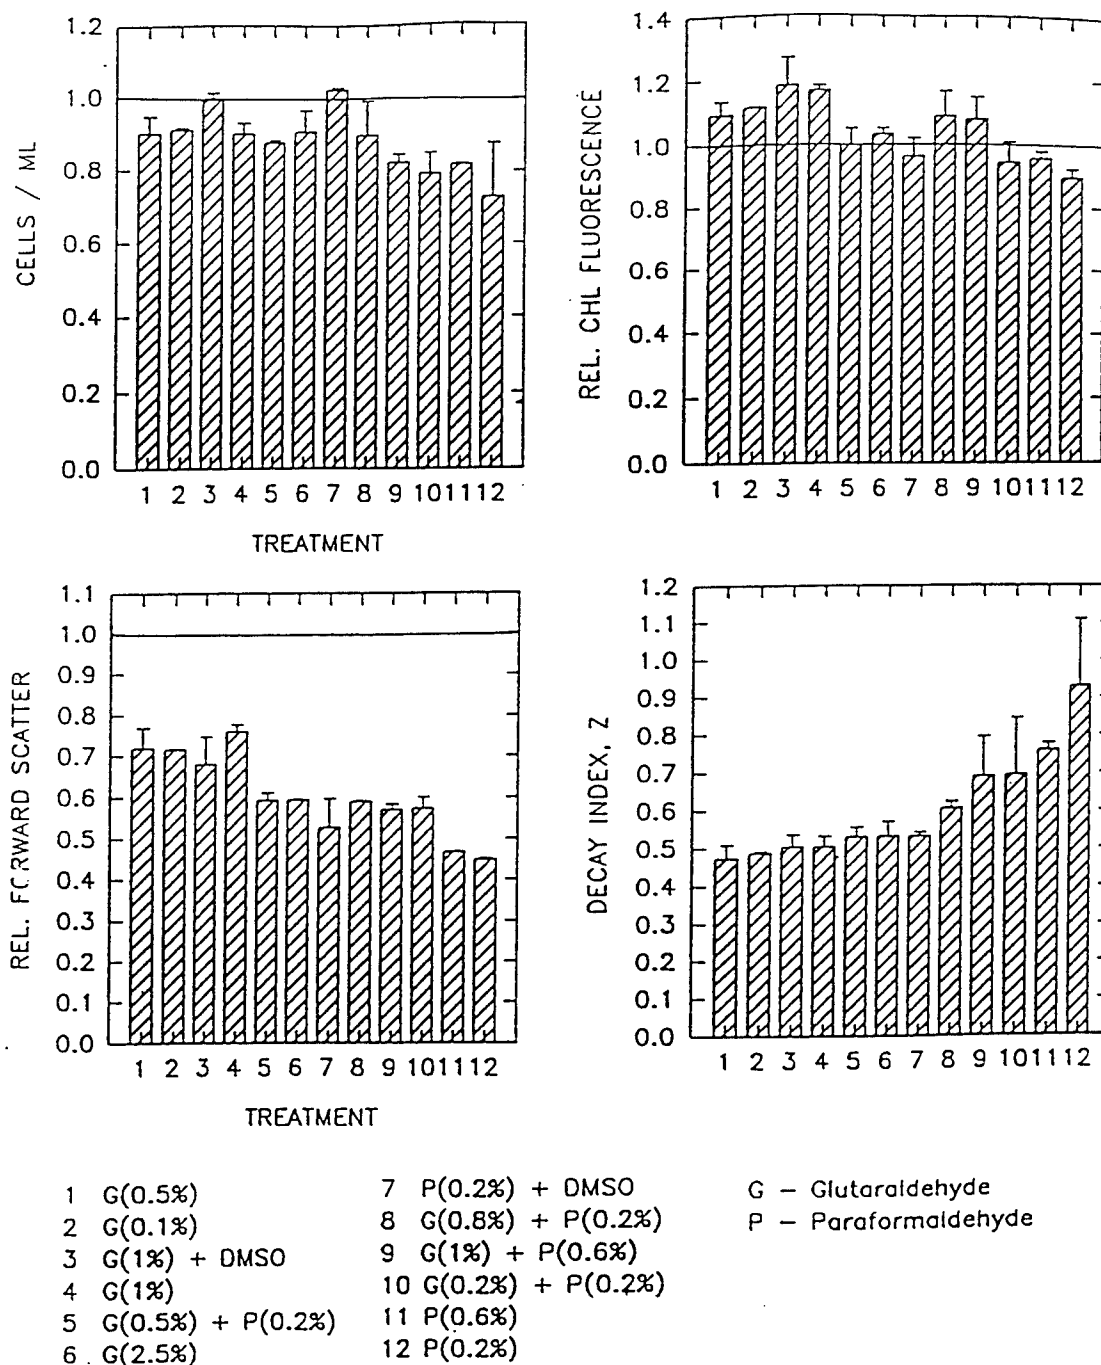 1.2
1.0
0.8
0.6
0.4
0.2
0.0
CELLS / ML
1 2 3 4 5 6 7 8 9 10 11 12
TREATMENT
1.4
1.2
1.0
0.8
0.6
0.4
0.2
0.0
REL. CHL FLUORESCENCE
1 2 3 4 5 6 7 8 9 10 11 12
1.1
1.0
0.9
0.8
0.7
0.6
0.5
0.4
0.3
0.2
0.1
0.0
REL. FORWARD SCATTER
1 2 3 4 5 6 7 8 9 10 11 12
TREATMENT
1.2
1.1
1.0
0.9
0.8
0.7
0.6
0.5
0.4
0.3
0.2
0.1
0.0
DECAY INDEX, Z
1 2 3 4 5 6 7 8 9 10 11 12
1 G(0.5%)
2 G(0.1%)
3 G(1%) + DMSO
4 G(1%)
5 G(0.5%) + P(0.2%)
6 G(2.5%)
7 P(0.2%) + DMSO
8 G(0.8%) + P(0.2%)
9 G(1%) + P(0.6%)
10 G(0.2%) + P(0.2%)
11 P(0.6%)
12 P(0.2%)
G – Glutaraldehyde
P – Paraformaldehyde